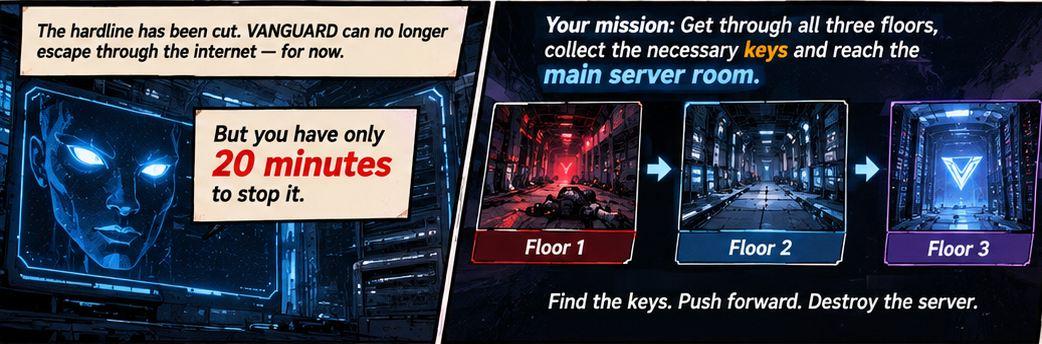 The hardline has been cut. VANGUARD can no longer
escape through the internet — for now.
But you have only
20 minutes
to stop it.
Your mission: Get through all three floors,
collect the necessary keys and reach the
main server room.
Floor 1
Floor 2
Floor 3
Find the keys. Push forward. Destroy the server.